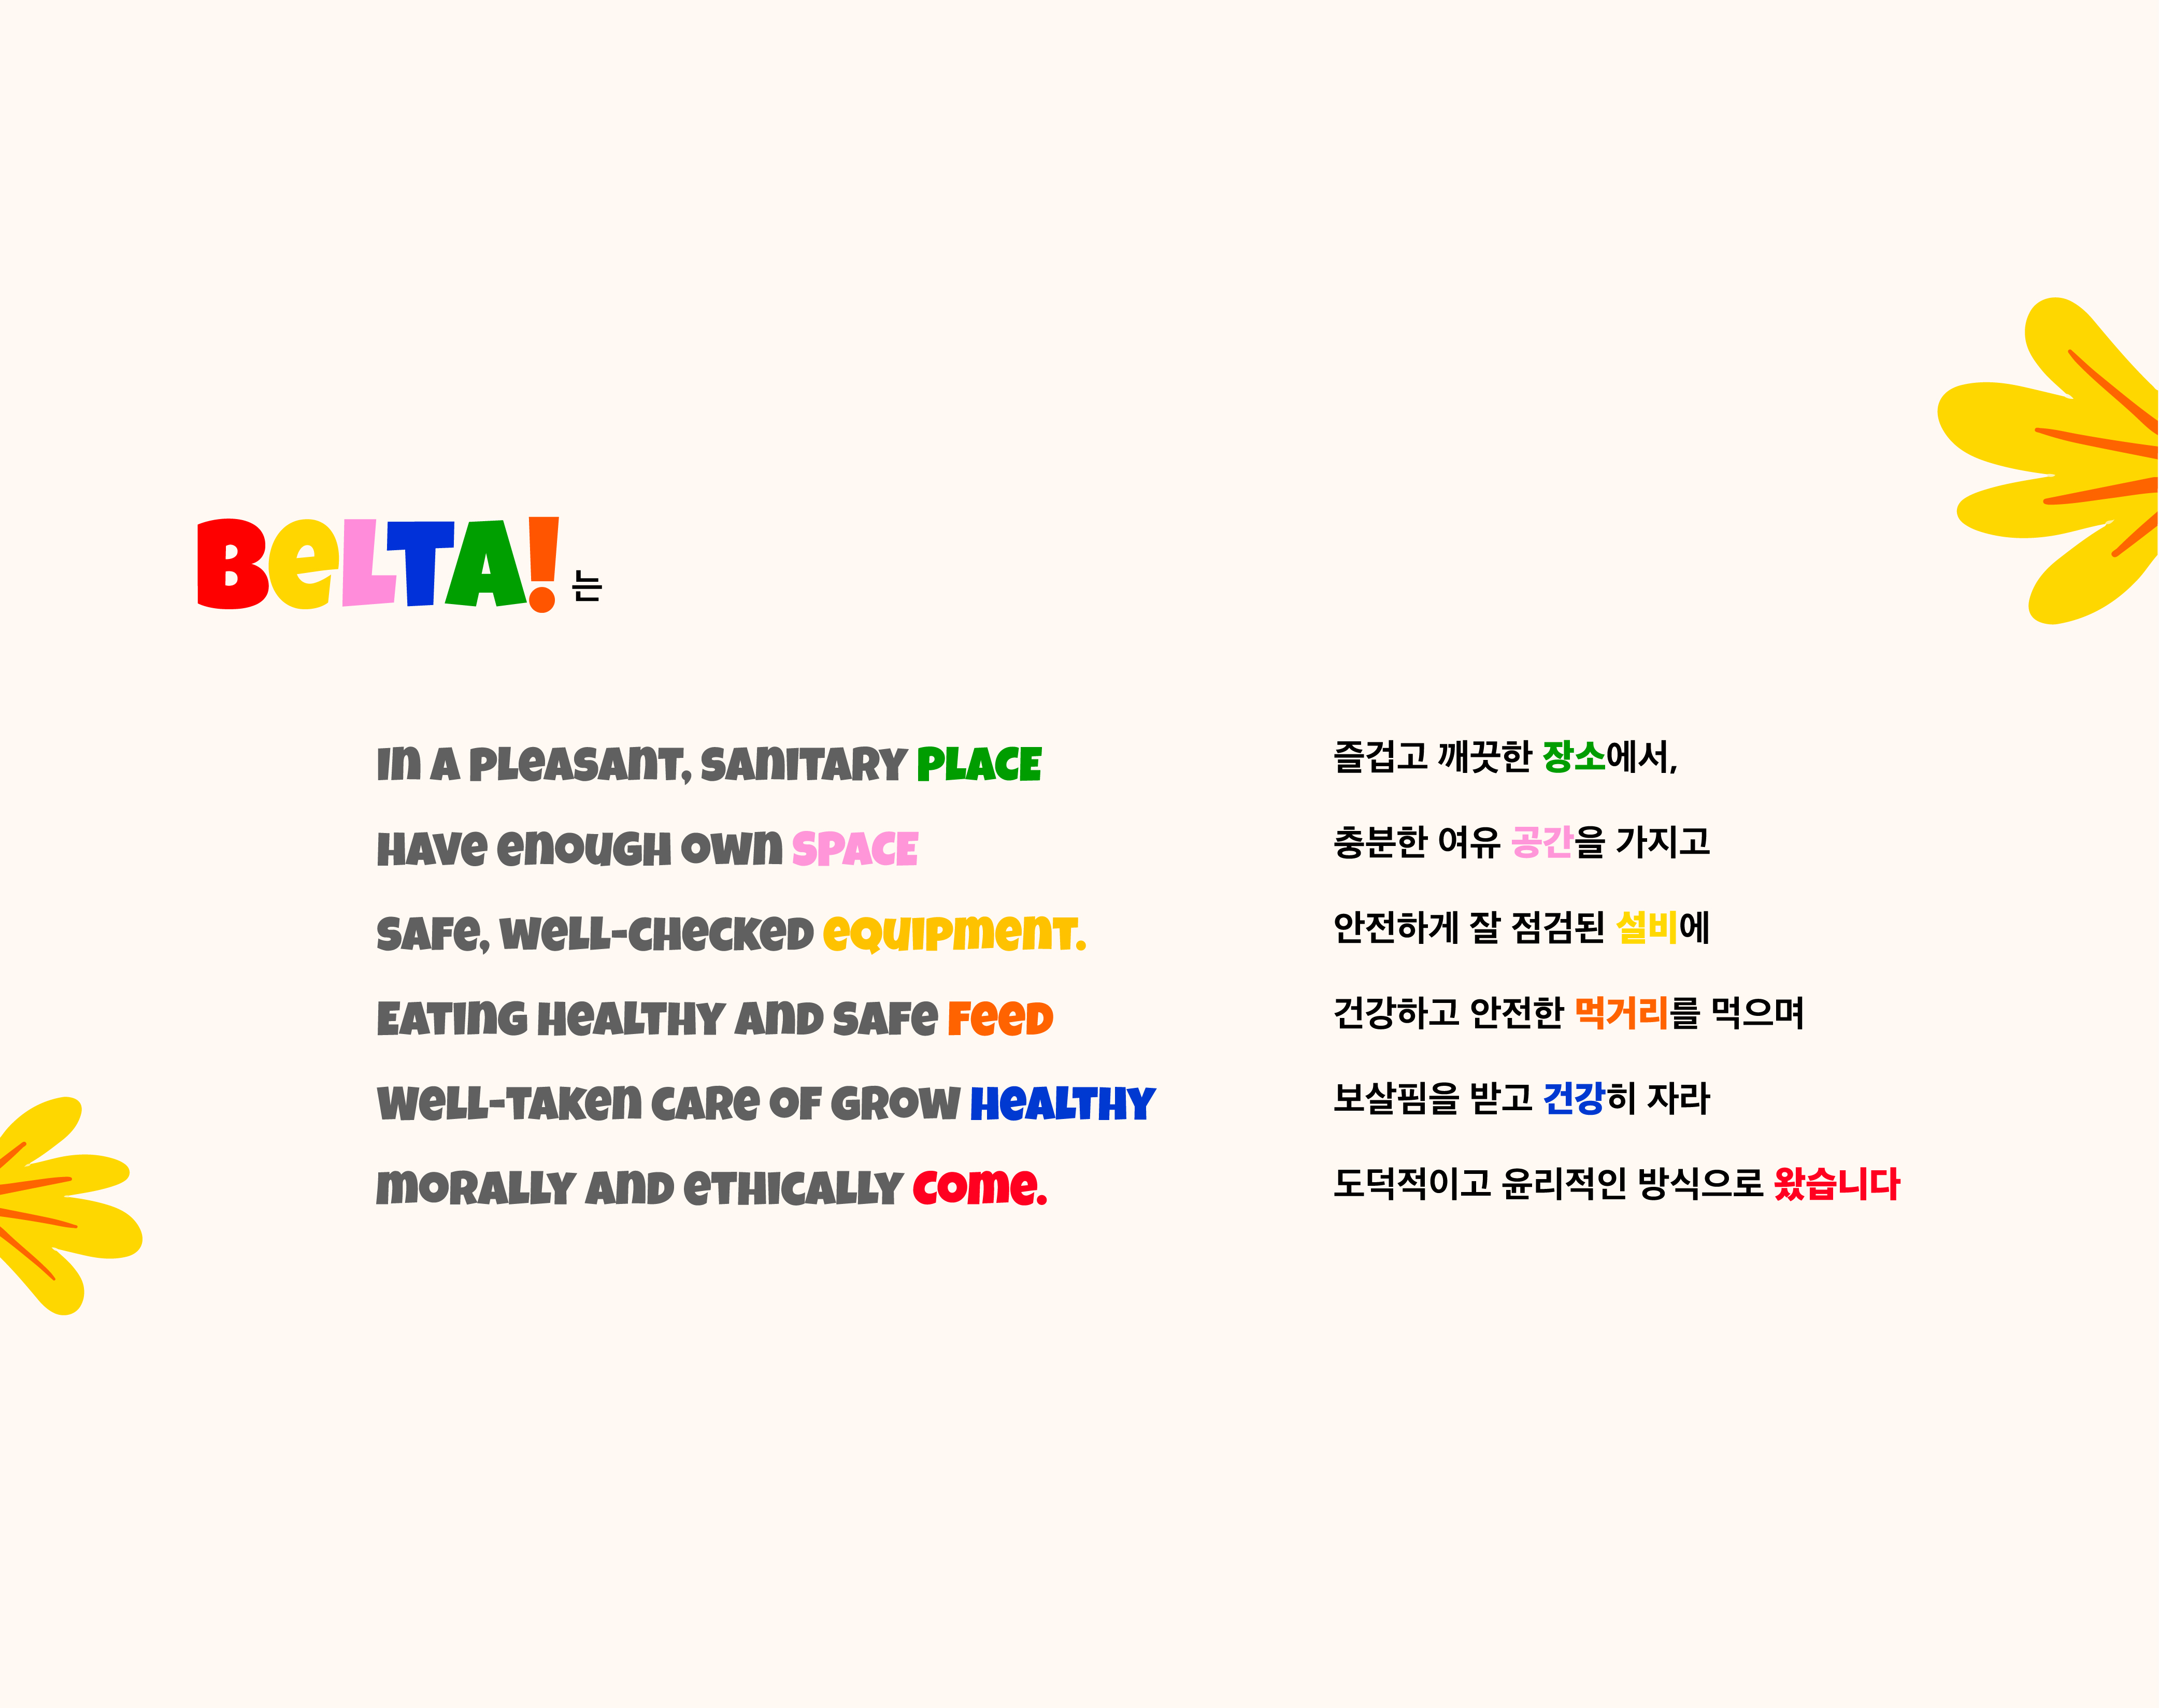 BeLTA! 는
In A PLeASAnT, SAnITARY PLACE
HAVe enouGH own SPACE
SAFe, WeLL-CHeCKeD equIPmenT.
EATInG HeALTHY AnD SAFe FeeD
WeLL-TAKen CARe oF GRoW HeALTHY
moRALLY AnD eTHICALLY Come.
즐겁고 깨끗한 장소에서,
충분한 여유 공간을 가지고
안전하게 잘 점검된 설비에
건강하고 안전한 먹거리를 먹으며
보살핌을 받고 건강히 자라
도덕적이고 윤리적인 방식으로 왔습니다